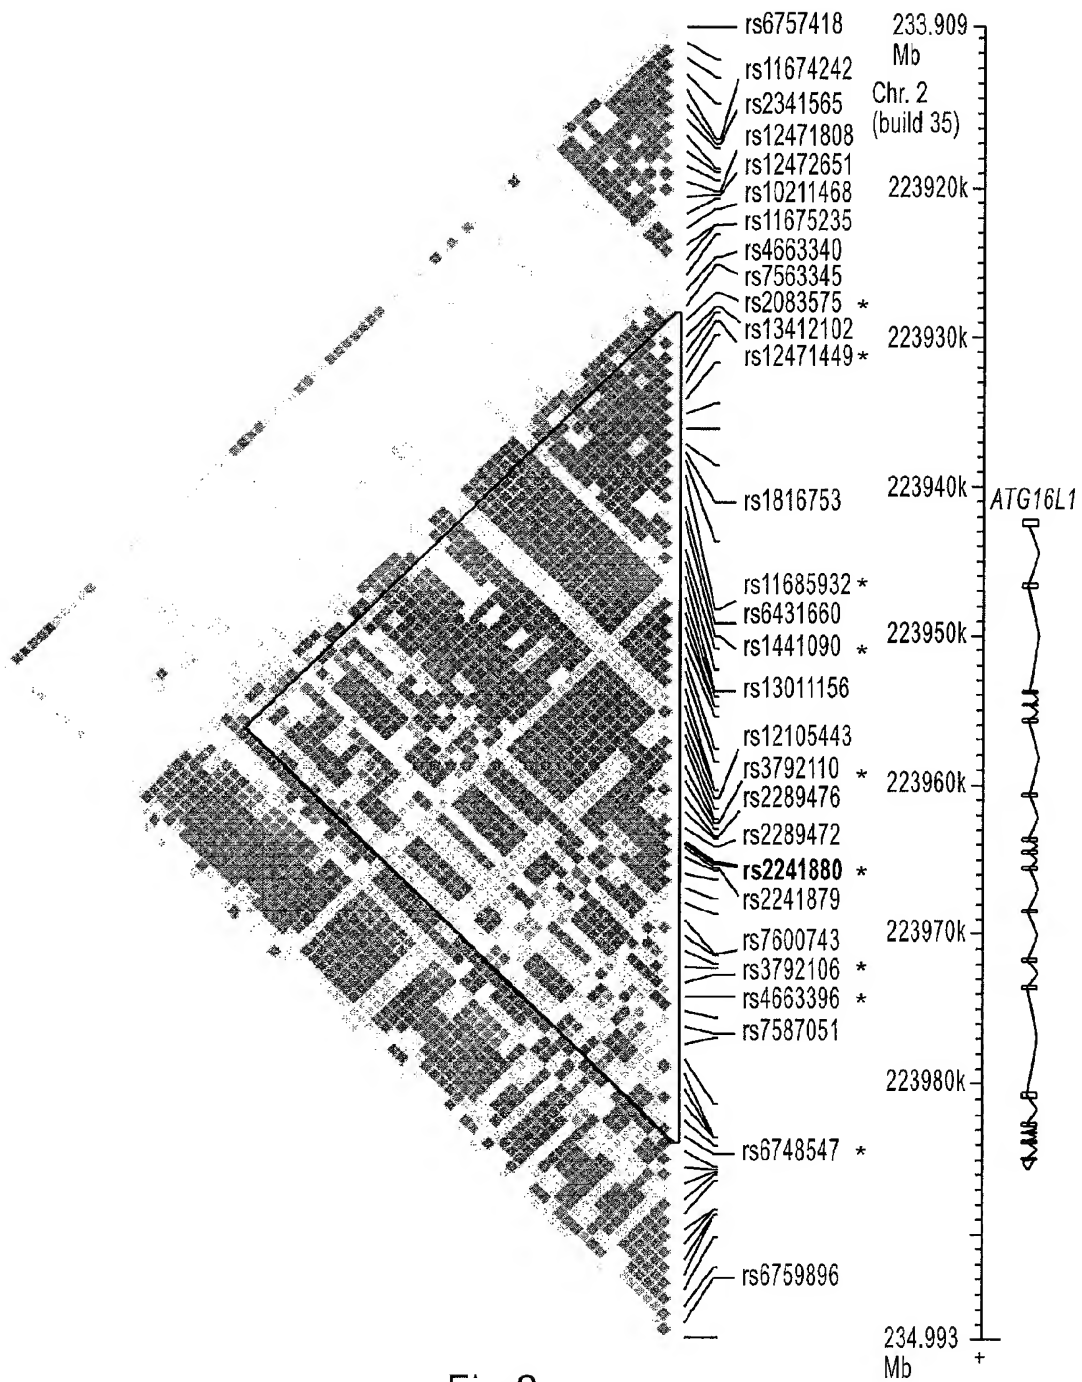 rs6757418
233.909
Mb
rs11674242
Chr. 2
rs2341565
(build 35)
rs12471808
rs12472651
223920k
rs10211468
rs11675235
rs4663340
rs7563345
rs2083575 *
rs13412102
223930k
rs12471449 *
223940k
ATG16L1
rs1816753
rs11685932 *
rs6431660
223950k
rs1441090 *
rs13011156
rs12105443
rs3792110 *
223960k
rs2289476
rs2289472
rs2241880 *
rs2241879
223970k
rs7600743
rs3792106 *
rs4663396 *
rs7587051
223980k
rs6748547 *
rs6759896
234.993
Mb
+